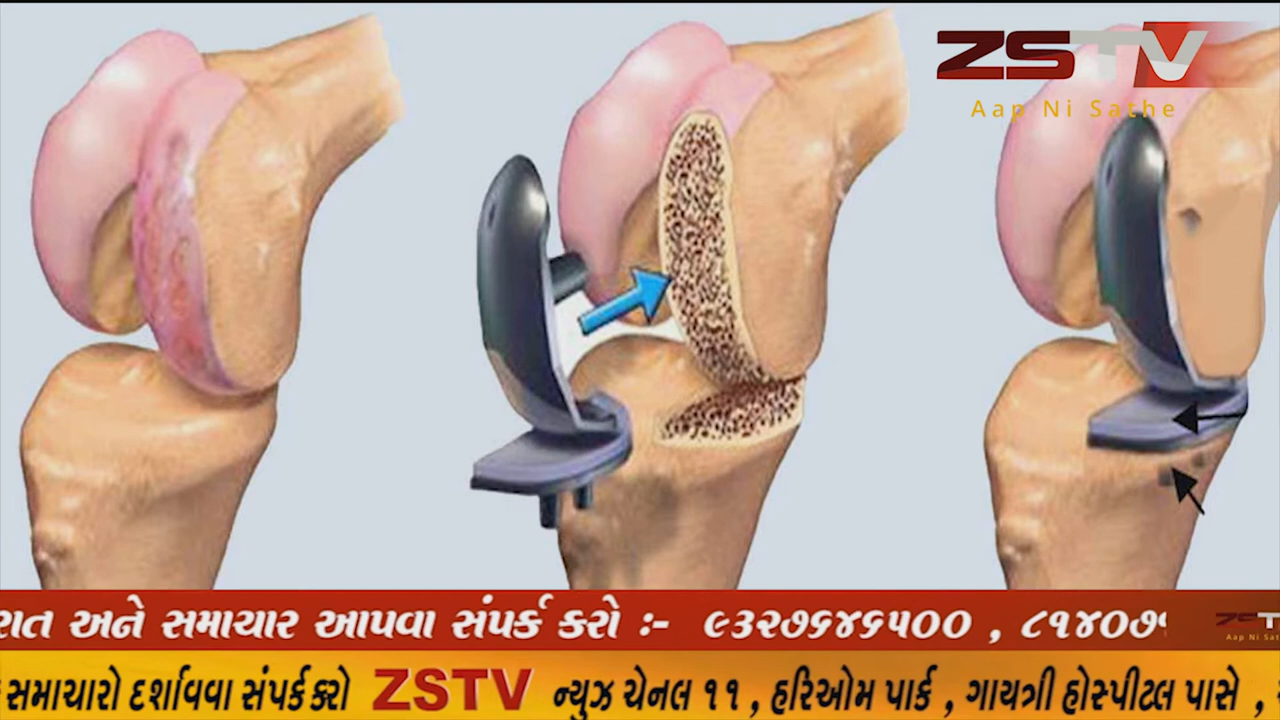 ZSTV
Aap Ni Sathe
અને સમાચાર આપવા સંપર્ક કરો :- ૯૩૨૭૬૪૬૫૦૦ , ૮૧૪૦૭
સમાચારો દર્શાવવા સંપર્ક કરો ZSTV ન્યુઝ ચેનલ ૧૧ , હરિઓમ પાર્ક , ગાયત્રી હોસ્પીટલ પાસે ,